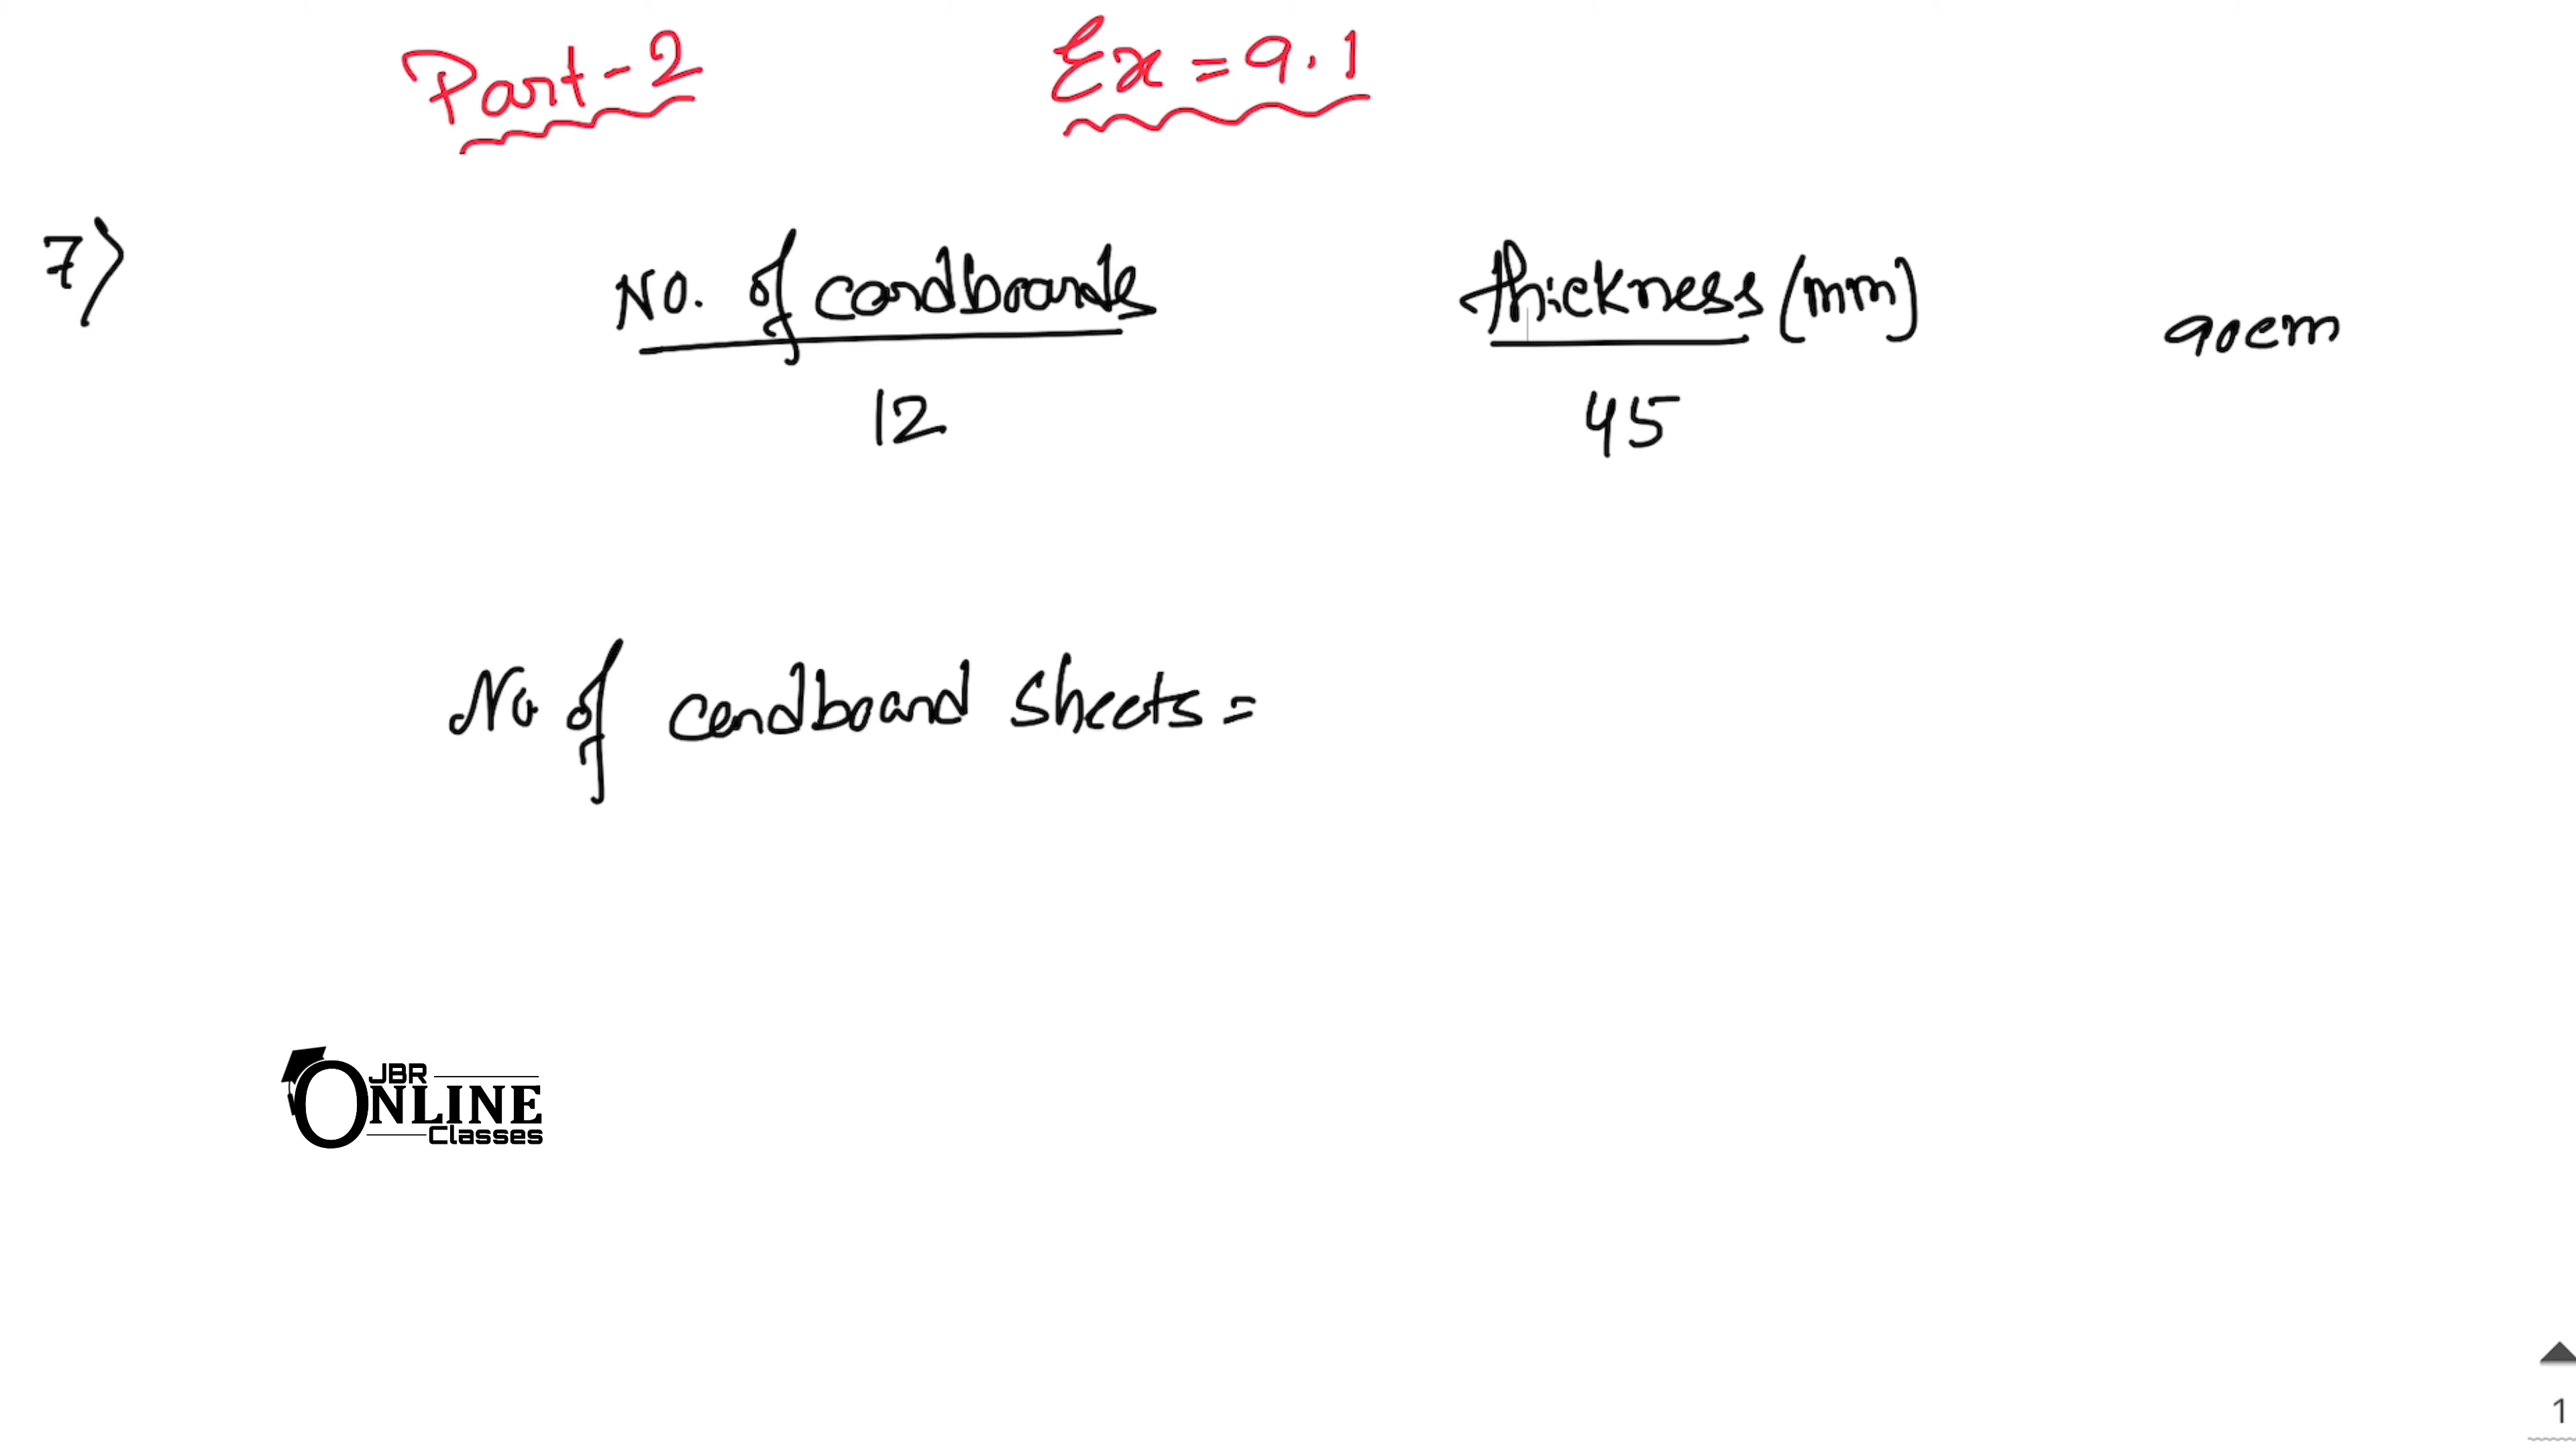 Part-2 Ex = 9.1
7) No. of cardboards thickness (mm) 90cm
12 45
No of cardboard sheets =
JBR
ONLINE
Classes
1